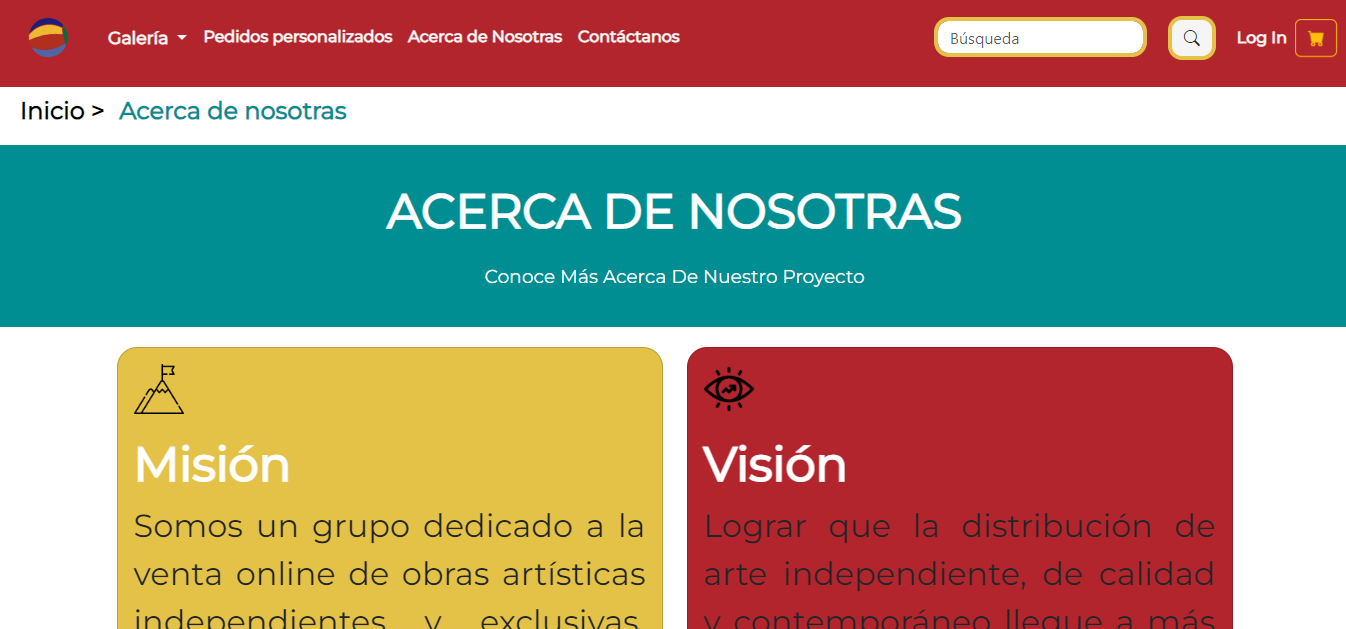 Galería Pedidos personalizados Acerca de Nosotras Contáctanos Búsqueda Log In
Inicio > Acerca de nosotras
ACERCA DE NOSOTRAS
Conoce Más Acerca De Nuestro Proyecto
Misión
Somos un grupo dedicado a la
venta online de obras artísticas
independientes y exclusivas.
Visión
Lograr que la distribución de
arte independiente, de calidad
y contemporáneo llegue a más